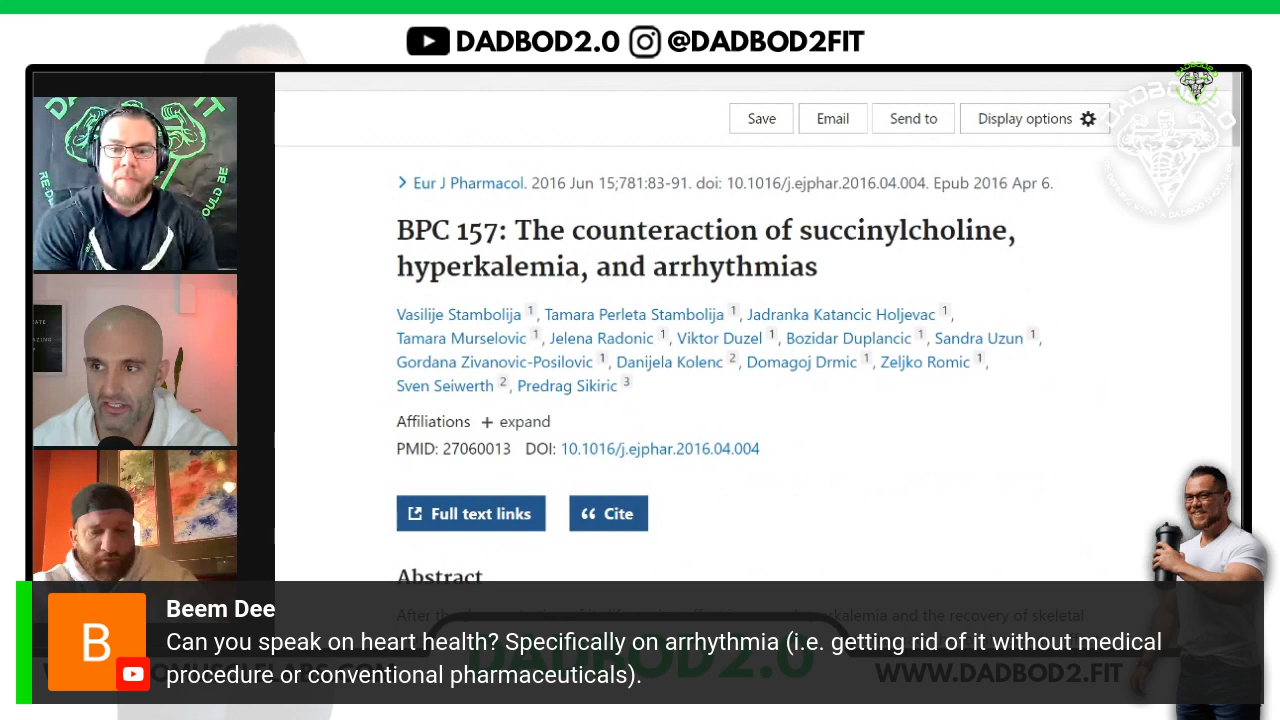 DADBOD2.0 @DADBOD2FIT
Save Email Send to Display options
Eur J Pharmacol. 2016 Jun 15;781:83-91. doi: 10.1016/j.ejphar.2016.04.004. Epub 2016 Apr 6.
BPC 157: The counteraction of succinylcholine,
hyperkalemia, and arrhythmias
Vasilije Stambolija 1, Tamara Perleta Stambolija 1, Jadranka Katancic Holjevac 1,
Tamara Murselovic 1, Jelena Radonic 1, Viktor Duzel 1, Bozidar Duplancic 1, Sandra Uzun 1,
Gordana Zivanovic-Posilovic 1, Danijela Kolenc 2, Domagoj Drmic 1, Zeljko Romic 1,
Sven Seiwerth 2, Predrag Sikiric 3
Affiliations + expand
PMID: 27060013 DOI: 10.1016/j.ejphar.2016.04.004
Full text links Cite
Abstract
B
Beem Dee
Can you speak on heart health? Specifically on arrhythmia (i.e. getting rid of it without medical
procedure or conventional pharmaceuticals).
WWW.DADBOD2.FIT